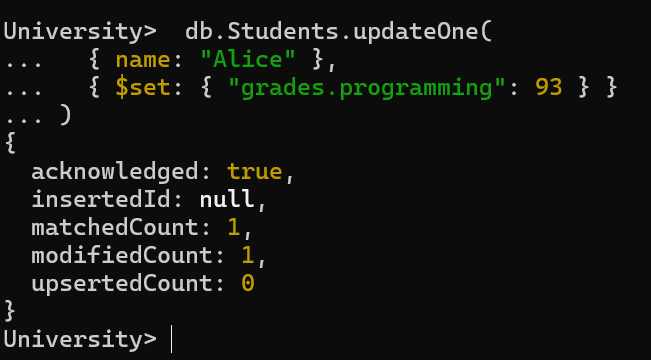 University>  db.Students.updateOne(
...   { name: "Alice" },
...   { $set: { "grades.programming": 93 } }
... )
{
  acknowledged: true,
  insertedId: null,
  matchedCount: 1,
  modifiedCount: 1,
  upsertedCount: 0
}
University>